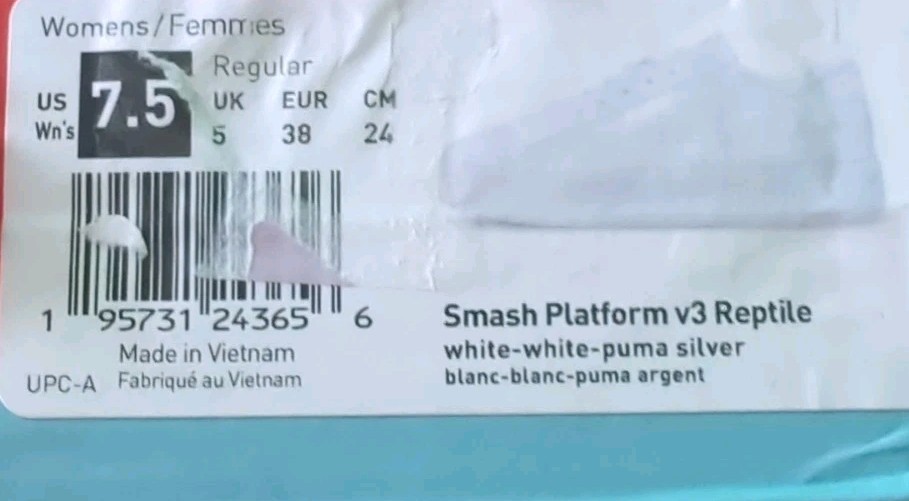 Womens/Femmes
Regular
US 7.5 UK EUR CM
Wn's 5 38 24
1 95731 24365 6
Made in Vietnam
UPC-A Fabriqué au Vietnam
Smash Platform v3 Reptile
white-white-puma silver
blanc-blanc-puma argent